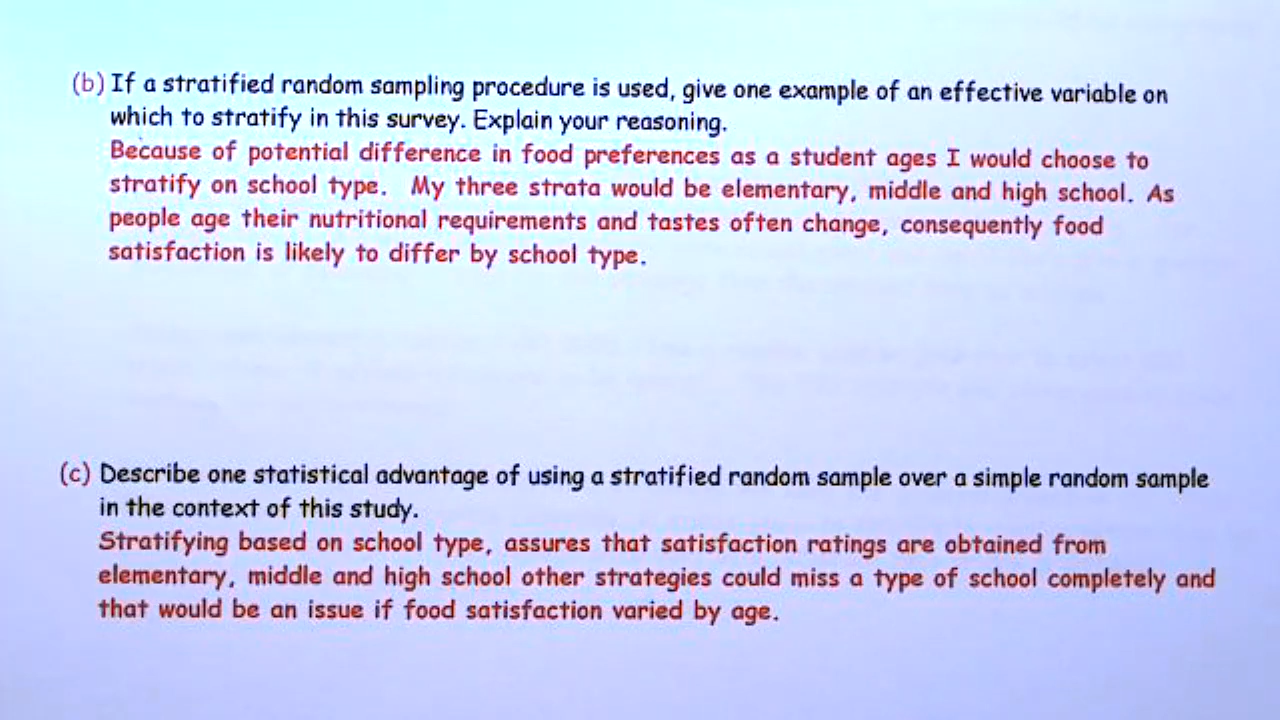 (b) If a stratified random sampling procedure is used, give one example of an effective variable on
which to stratify in this survey. Explain your reasoning.
Because of potential difference in food preferences as a student ages I would choose to
stratify on school type. My three strata would be elementary, middle and high school. As
people age their nutritional requirements and tastes often change, consequently food
satisfaction is likely to differ by school type.
(c) Describe one statistical advantage of using a stratified random sample over a simple random sample
in the context of this study.
Stratifying based on school type, assures that satisfaction ratings are obtained from
elementary, middle and high school other strategies could miss a type of school completely and
that would be an issue if food satisfaction varied by age.